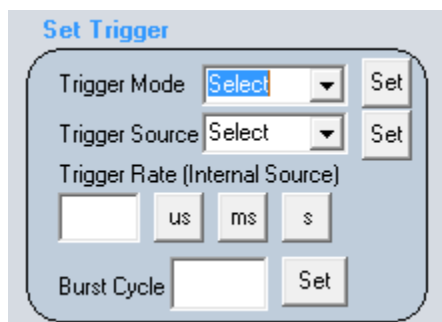 Set Trigger
Trigger Mode Select Set
Trigger Source Select Set
Trigger Rate (Internal Source)
us ms s
Burst Cycle Set